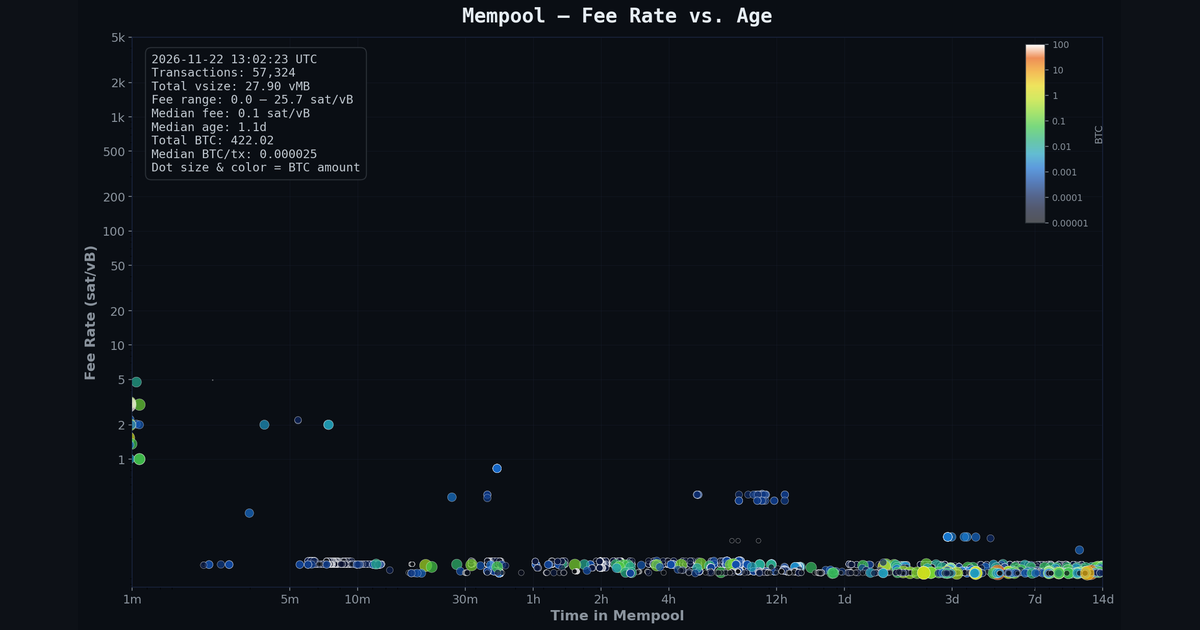 Mempool — Fee Rate vs. Age
2026-11-22 13:02:23 UTC
Transactions: 57,324
Total vsize: 27.90 vMB
Fee range: 0.0 — 25.7 sat/vB
Median fee: 0.1 sat/vB
Median age: 1.1d
Total BTC: 422.02
Median BTC/tx: 0.000025
Dot size & color = BTC amount
100
10
1
0.1
0.01
0.001
0.0001
0.00001
BTC
Fee Rate (sat/vB)
5k
2k
1k
500
200
100
50
20
10
5
2
1
1m 5m 10m 30m 1h 2h 4h 12h 1d 3d 7d 14d
Time in Mempool